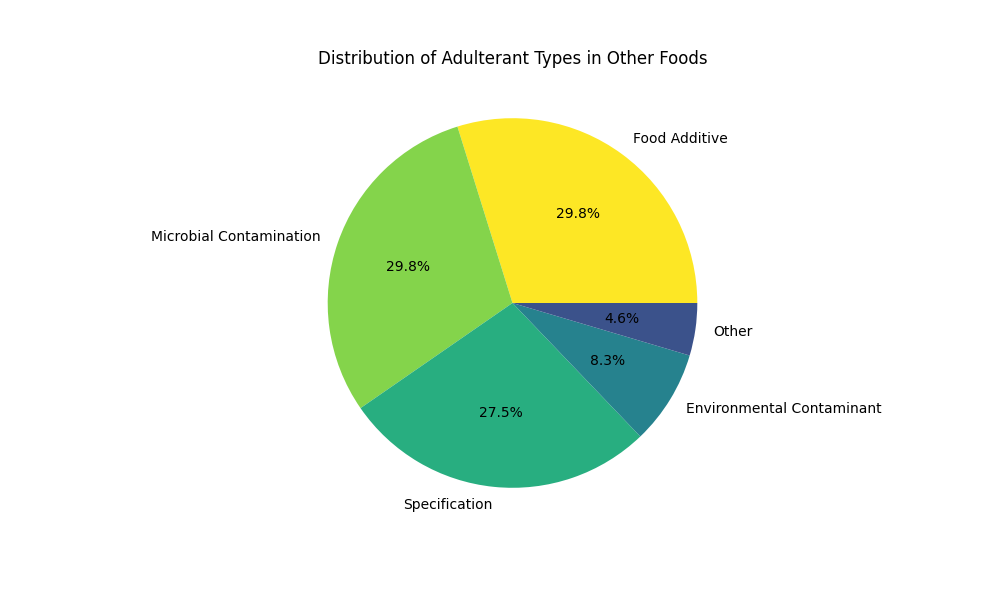 Distribution of Adulterant Types in Other Foods
Food Additive
29.8%
Microbial Contamination
29.8%
4.6%
Other
8.3%
Environmental Contaminant
27.5%
Specification